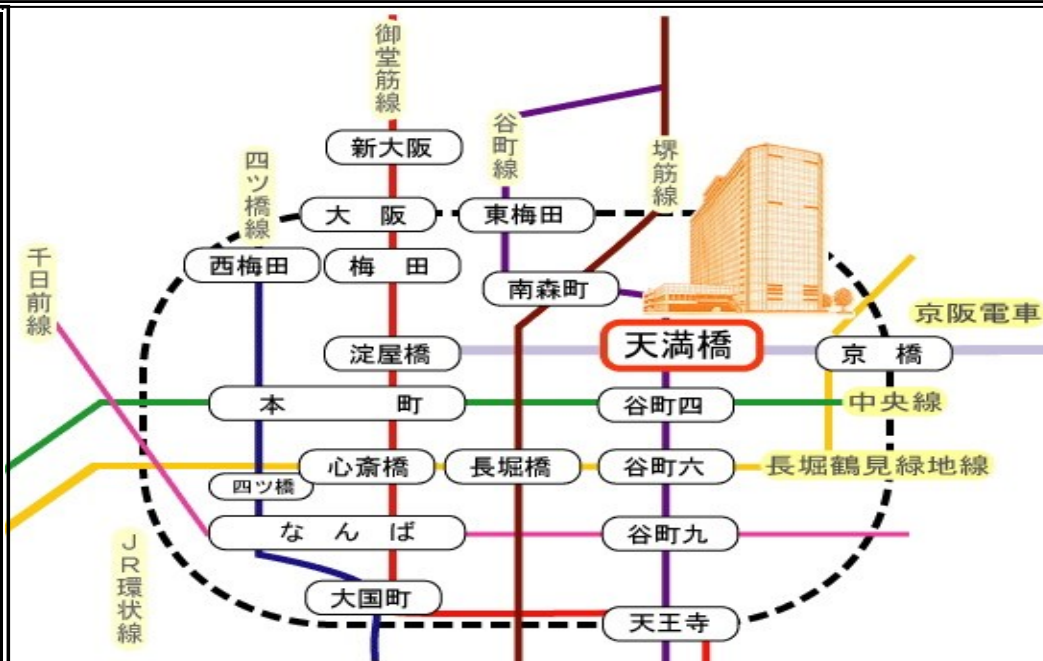 御堂筋線
谷町線
堺筋線
四ツ橋線
新大阪
大阪
東梅田
西梅田
梅田
千日前線
南森町
京阪電車
淀屋橋
天満橋
京橋
本町
谷町四
中央線
心斎橋
長堀橋
谷町六
長堀鶴見緑地線
四ツ橋
なんば
谷町九
JR環状線
大国町
天王寺